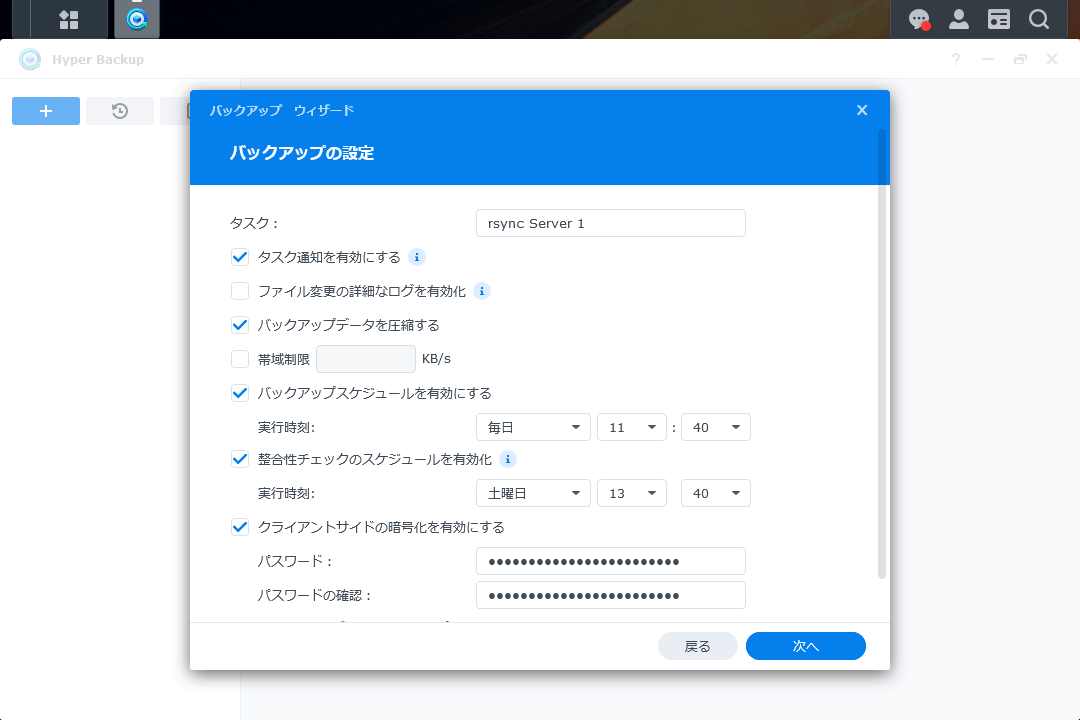 Hyper Backup
バックアップ ウィザード
バックアップの設定
タスク：
rsync Server 1
タスク通知を有効にする
ファイル変更の詳細なログを有効化
バックアップデータを圧縮する
帯域制限 KB/s
バックアップスケジュールを有効にする
実行時刻: 毎日 11 : 40
整合性チェックのスケジュールを有効化
実行時刻: 土曜日 13 40
クライアントサイドの暗号化を有効にする
パスワード： ••••••••••••••••••••••••
パスワードの確認： ••••••••••••••••••••••••
戻る 次へ